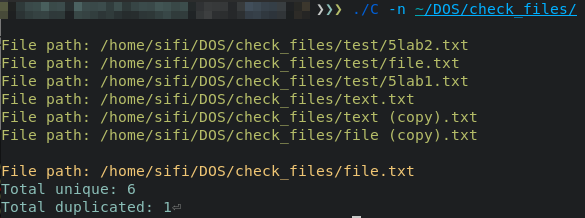 ❯❯❯ ./C -n ~/DOS/check_files/
File path: /home/sifi/DOS/check_files/test/5lab2.txt
File path: /home/sifi/DOS/check_files/test/file.txt
File path: /home/sifi/DOS/check_files/test/5lab1.txt
File path: /home/sifi/DOS/check_files/text.txt
File path: /home/sifi/DOS/check_files/text (copy).txt
File path: /home/sifi/DOS/check_files/file (copy).txt
File path: /home/sifi/DOS/check_files/file.txt
Total unique: 6
Total duplicated: 1⏎